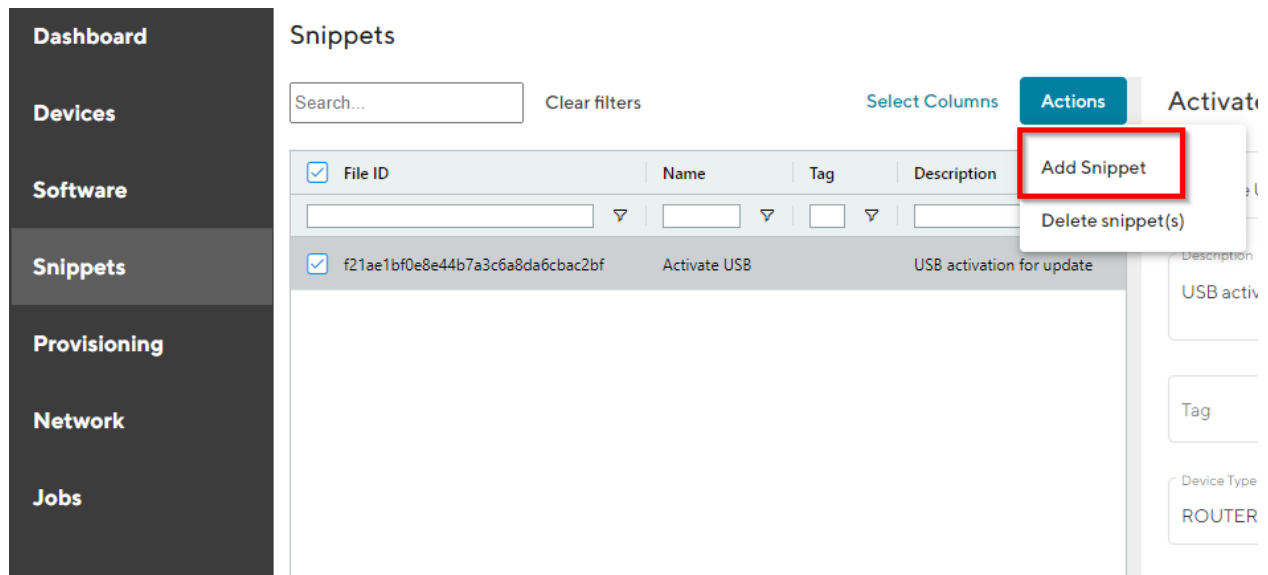 Dashboard
Devices
Software
Snippets
Provisioning
Network
Jobs
Snippets
Search...
Clear filters
Select Columns
Actions
Add Snippet
Delete snippet(s)
File ID
Name
Tag
Description
f21ae1bf0e8e44b7a3c6a8da6cbac2bf
Activate USB
USB activation for update
Activat
Description
USB activ
Tag
Device Type
ROUTER